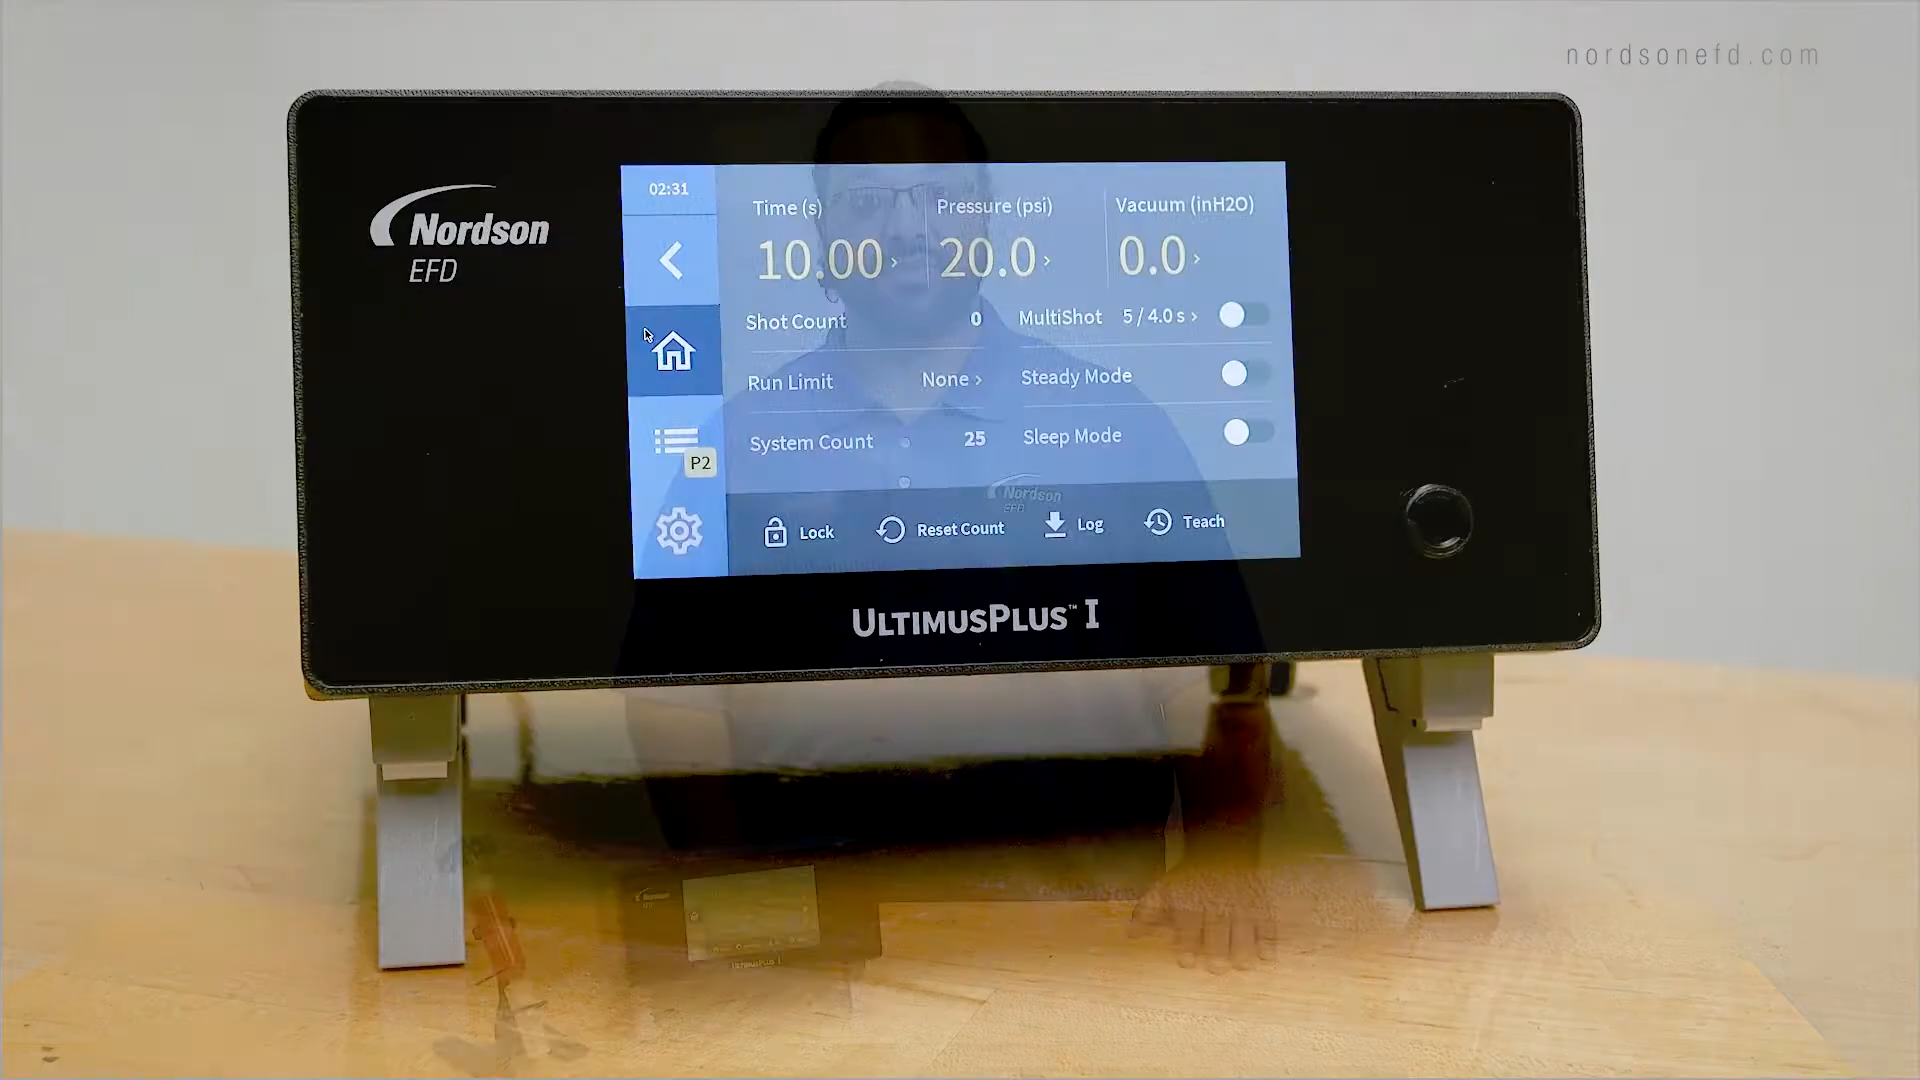 nordsonefd.com
Nordson
EFD
02:31
Time (s) Pressure (psi) Vacuum (inH2O)
10.00 20.0 0.0
Shot Count 0 MultiShot 5 / 4.0 s
Run Limit None Steady Mode
System Count 25 Sleep Mode
P2
Nordson
EFD
Lock Reset Count Log Teach
ULTIMUSPLUS™ I
ULTIMUSPLUS I